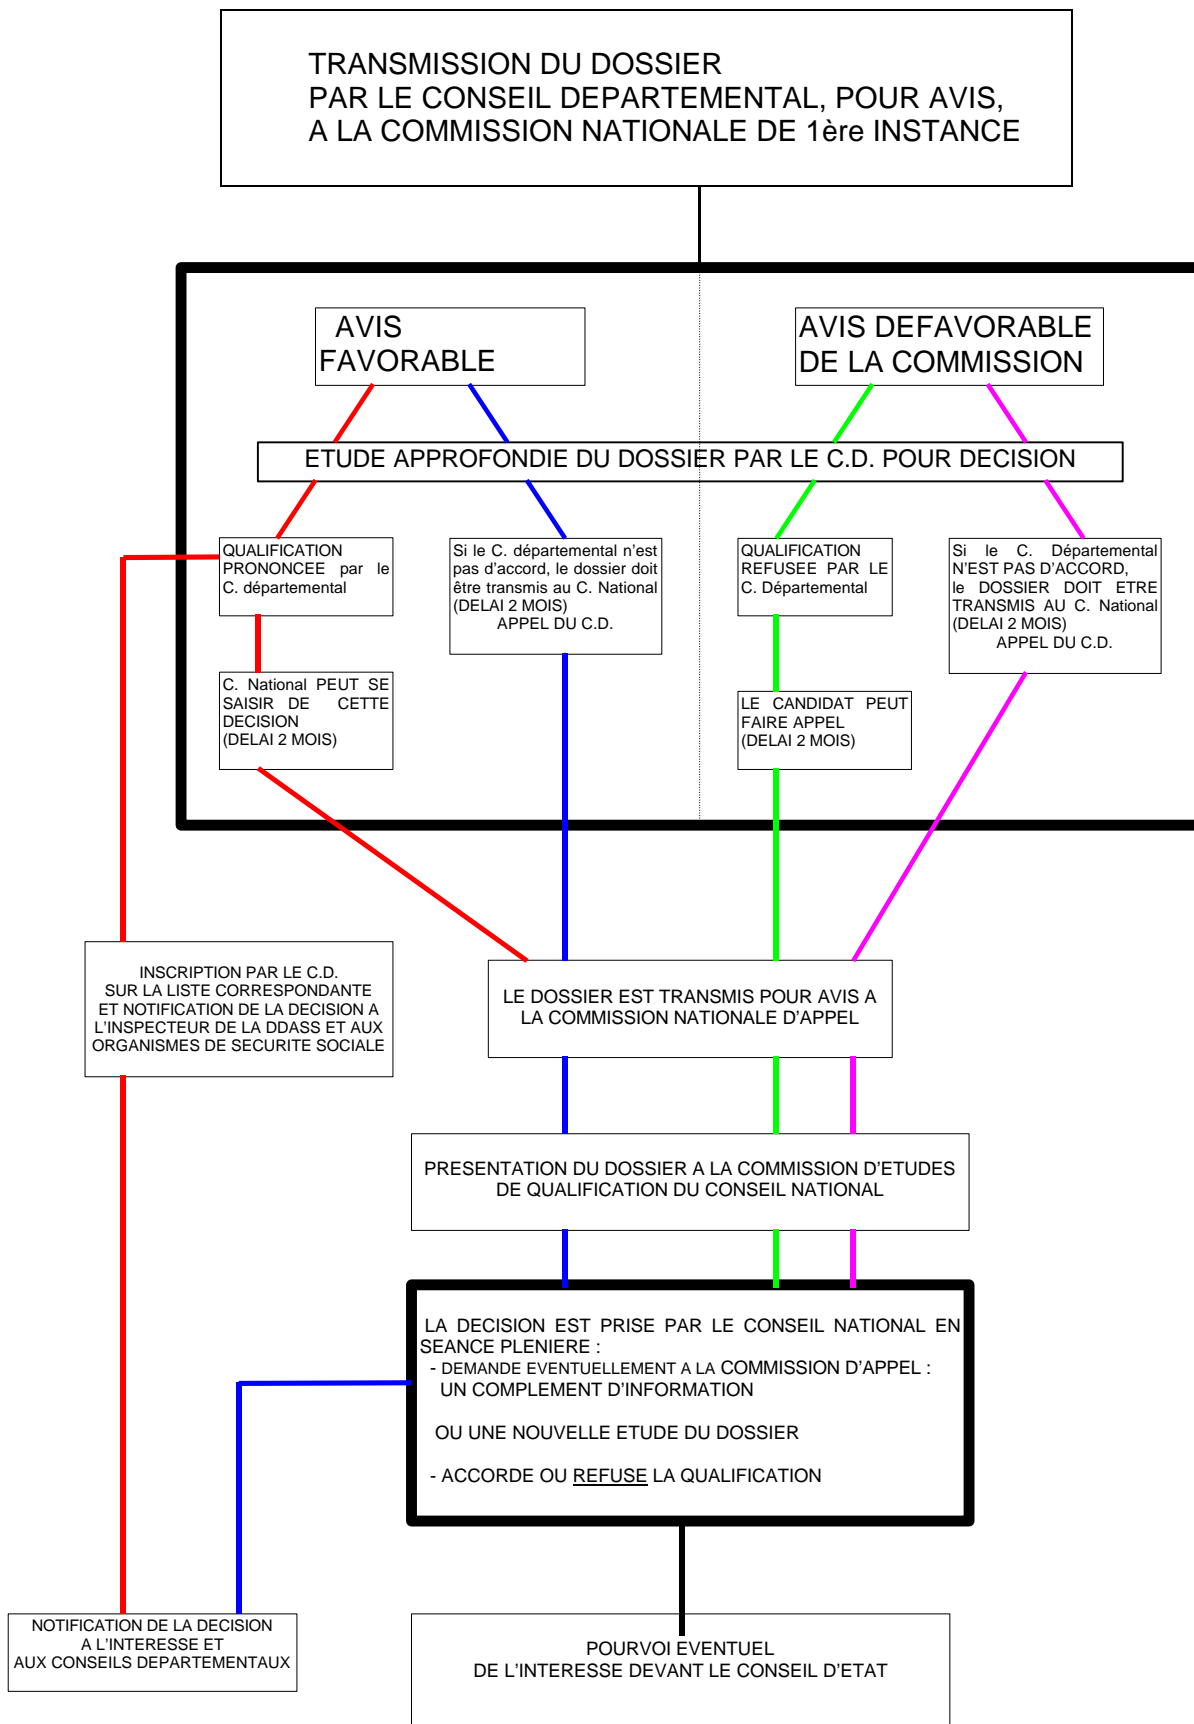 TRANSMISSION DU DOSSIER
PAR LE CONSEIL DEPARTEMENTAL, POUR AVIS,
A LA COMMISSION NATIONALE DE 1ère INSTANCE
AVIS
FAVORABLE
AVIS DEFAVORABLE
DE LA COMMISSION
ETUDE APPROFONDIE DU DOSSIER PAR LE C.D. POUR DECISION
QUALIFICATION
PRONONCEE par le
C. départemental
Si le C. départemental n'est
pas d'accord, le dossier doit
être transmis au C. National
(DELAI 2 MOIS)
APPEL DU C.D.
QUALIFICATION
REFUSEE PAR LE
C. Départemental
Si le C. Départemental
N'EST PAS D'ACCORD,
le DOSSIER DOIT ETRE
TRANSMIS AU C. National
(DELAI 2 MOIS)
APPEL DU C.D.
C. National PEUT SE
SAISIR DE CETTE
DECISION
(DELAI 2 MOIS)
LE CANDIDAT PEUT
FAIRE APPEL
(DELAI 2 MOIS)
INSCRIPTION PAR LE C.D.
SUR LA LISTE CORRESPONDANTE
ET NOTIFICATION DE LA DECISION A
L'INSPECTEUR DE LA DDASS ET AUX
ORGANISMES DE SECURITE SOCIALE
LE DOSSIER EST TRANSMIS POUR AVIS A
LA COMMISSION NATIONALE D'APPEL
PRESENTATION DU DOSSIER A LA COMMISSION D'ETUDES
DE QUALIFICATION DU CONSEIL NATIONAL
LA DECISION EST PRISE PAR LE CONSEIL NATIONAL EN
SEANCE PLENIERE :
- DEMANDE EVENTUELLEMENT A LA COMMISSION D'APPEL :
UN COMPLEMENT D'INFORMATION
OU UNE NOUVELLE ETUDE DU DOSSIER
- ACCORDE OU REFUSE LA QUALIFICATION
NOTIFICATION DE LA DECISION
A L'INTERESSE ET
AUX CONSEILS DEPARTEMENTAUX
POURVOI EVENTUEL
DE L'INTERESSE DEVANT LE CONSEIL D'ETAT